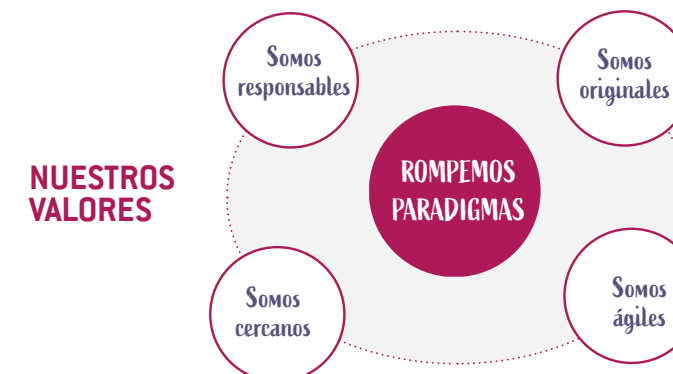 NUESTROS
VALORES
Somos
responsables
Somos
originales
ROMPEMOS
PARADIGMAS
Somos
cercanos
Somos
ágiles